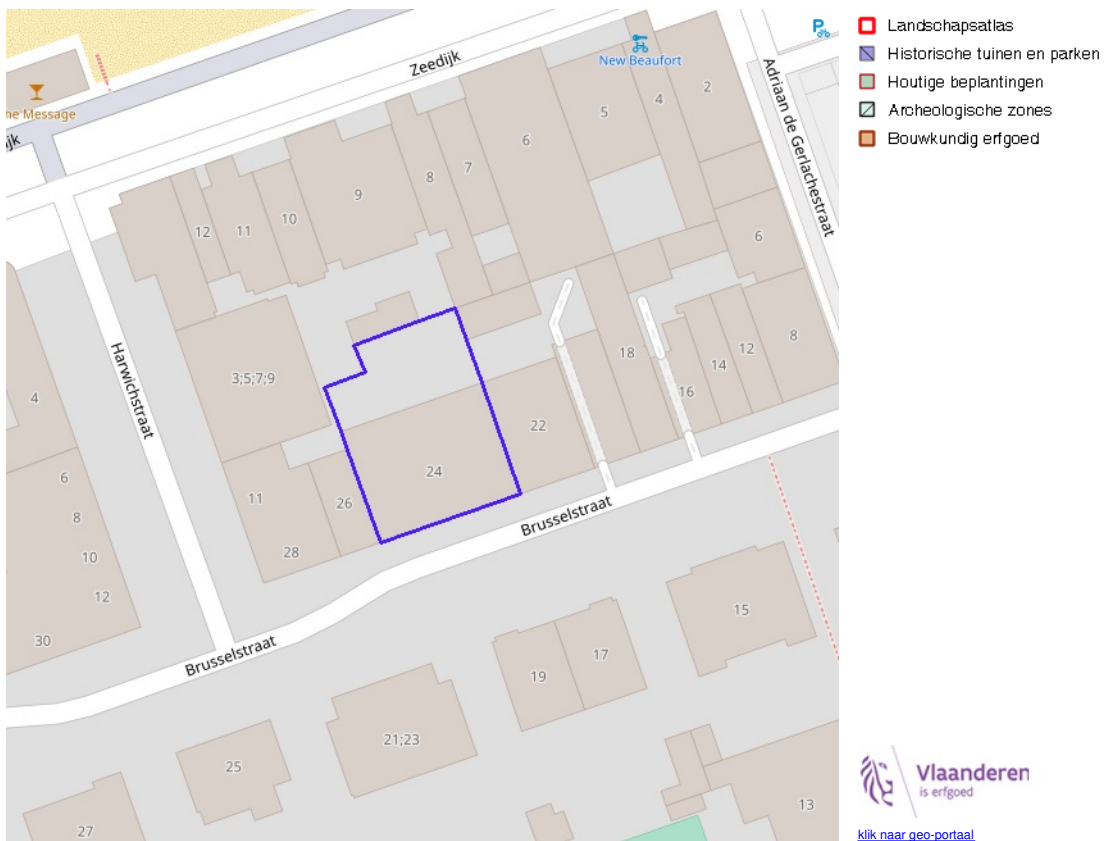 Landschapsatlas
Historische tuinen en parken
Houtige beplantingen
Archeologische zones
Bouwkundig erfgoed
Zeedijk
New Beaufort
ne Message
jk
Adriaan de Gerlachestraat
2
4
5
6
7
8
9
10
11
12
6
8
12
14
16
18
22
24
26
28
11
3;5;7;9
Harwichstraat
4
6
8
10
12
30
Brusselstraat
Brusselstraat
15
17
19
21;23
25
27
13
Vlaanderen
is erfgoed
klik naar geo-portaal